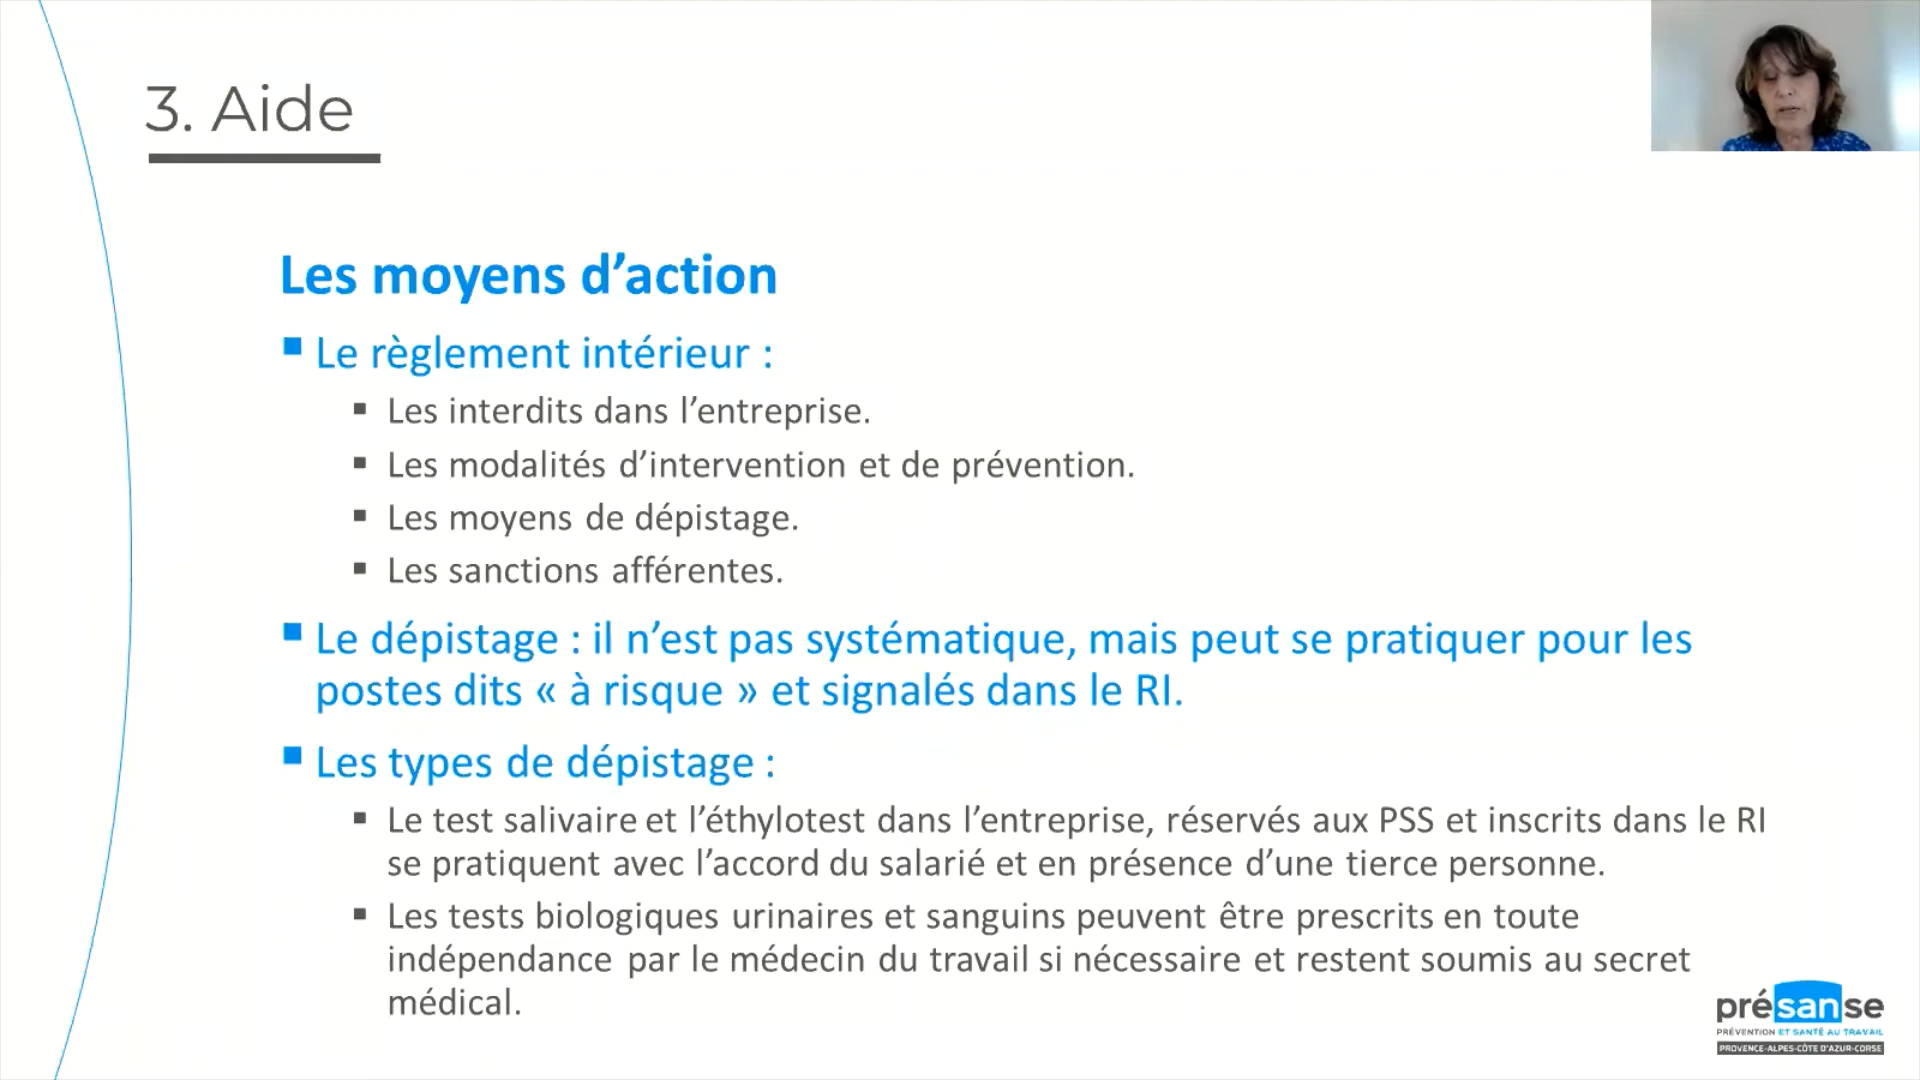 3. Aide
Les moyens d’action
Le règlement intérieur :
Les interdits dans l’entreprise.
Les modalités d’intervention et de prévention.
Les moyens de dépistage.
Les sanctions afférentes.
Le dépistage : il n’est pas systématique, mais peut se pratiquer pour les
postes dits « à risque » et signalés dans le RI.
Les types de dépistage :
Le test salivaire et l’éthylotest dans l’entreprise, réservés aux PSS et inscrits dans le RI
se pratiquent avec l’accord du salarié et en présence d’une tierce personne.
Les tests biologiques urinaires et sanguins peuvent être prescrits en toute
indépendance par le médecin du travail si nécessaire et restent soumis au secret
médical.
présanse
PRÉVENTION ET SANTÉ AU TRAVAIL
PROVENCE-ALPES-CÔTE D’AZUR-CORSE